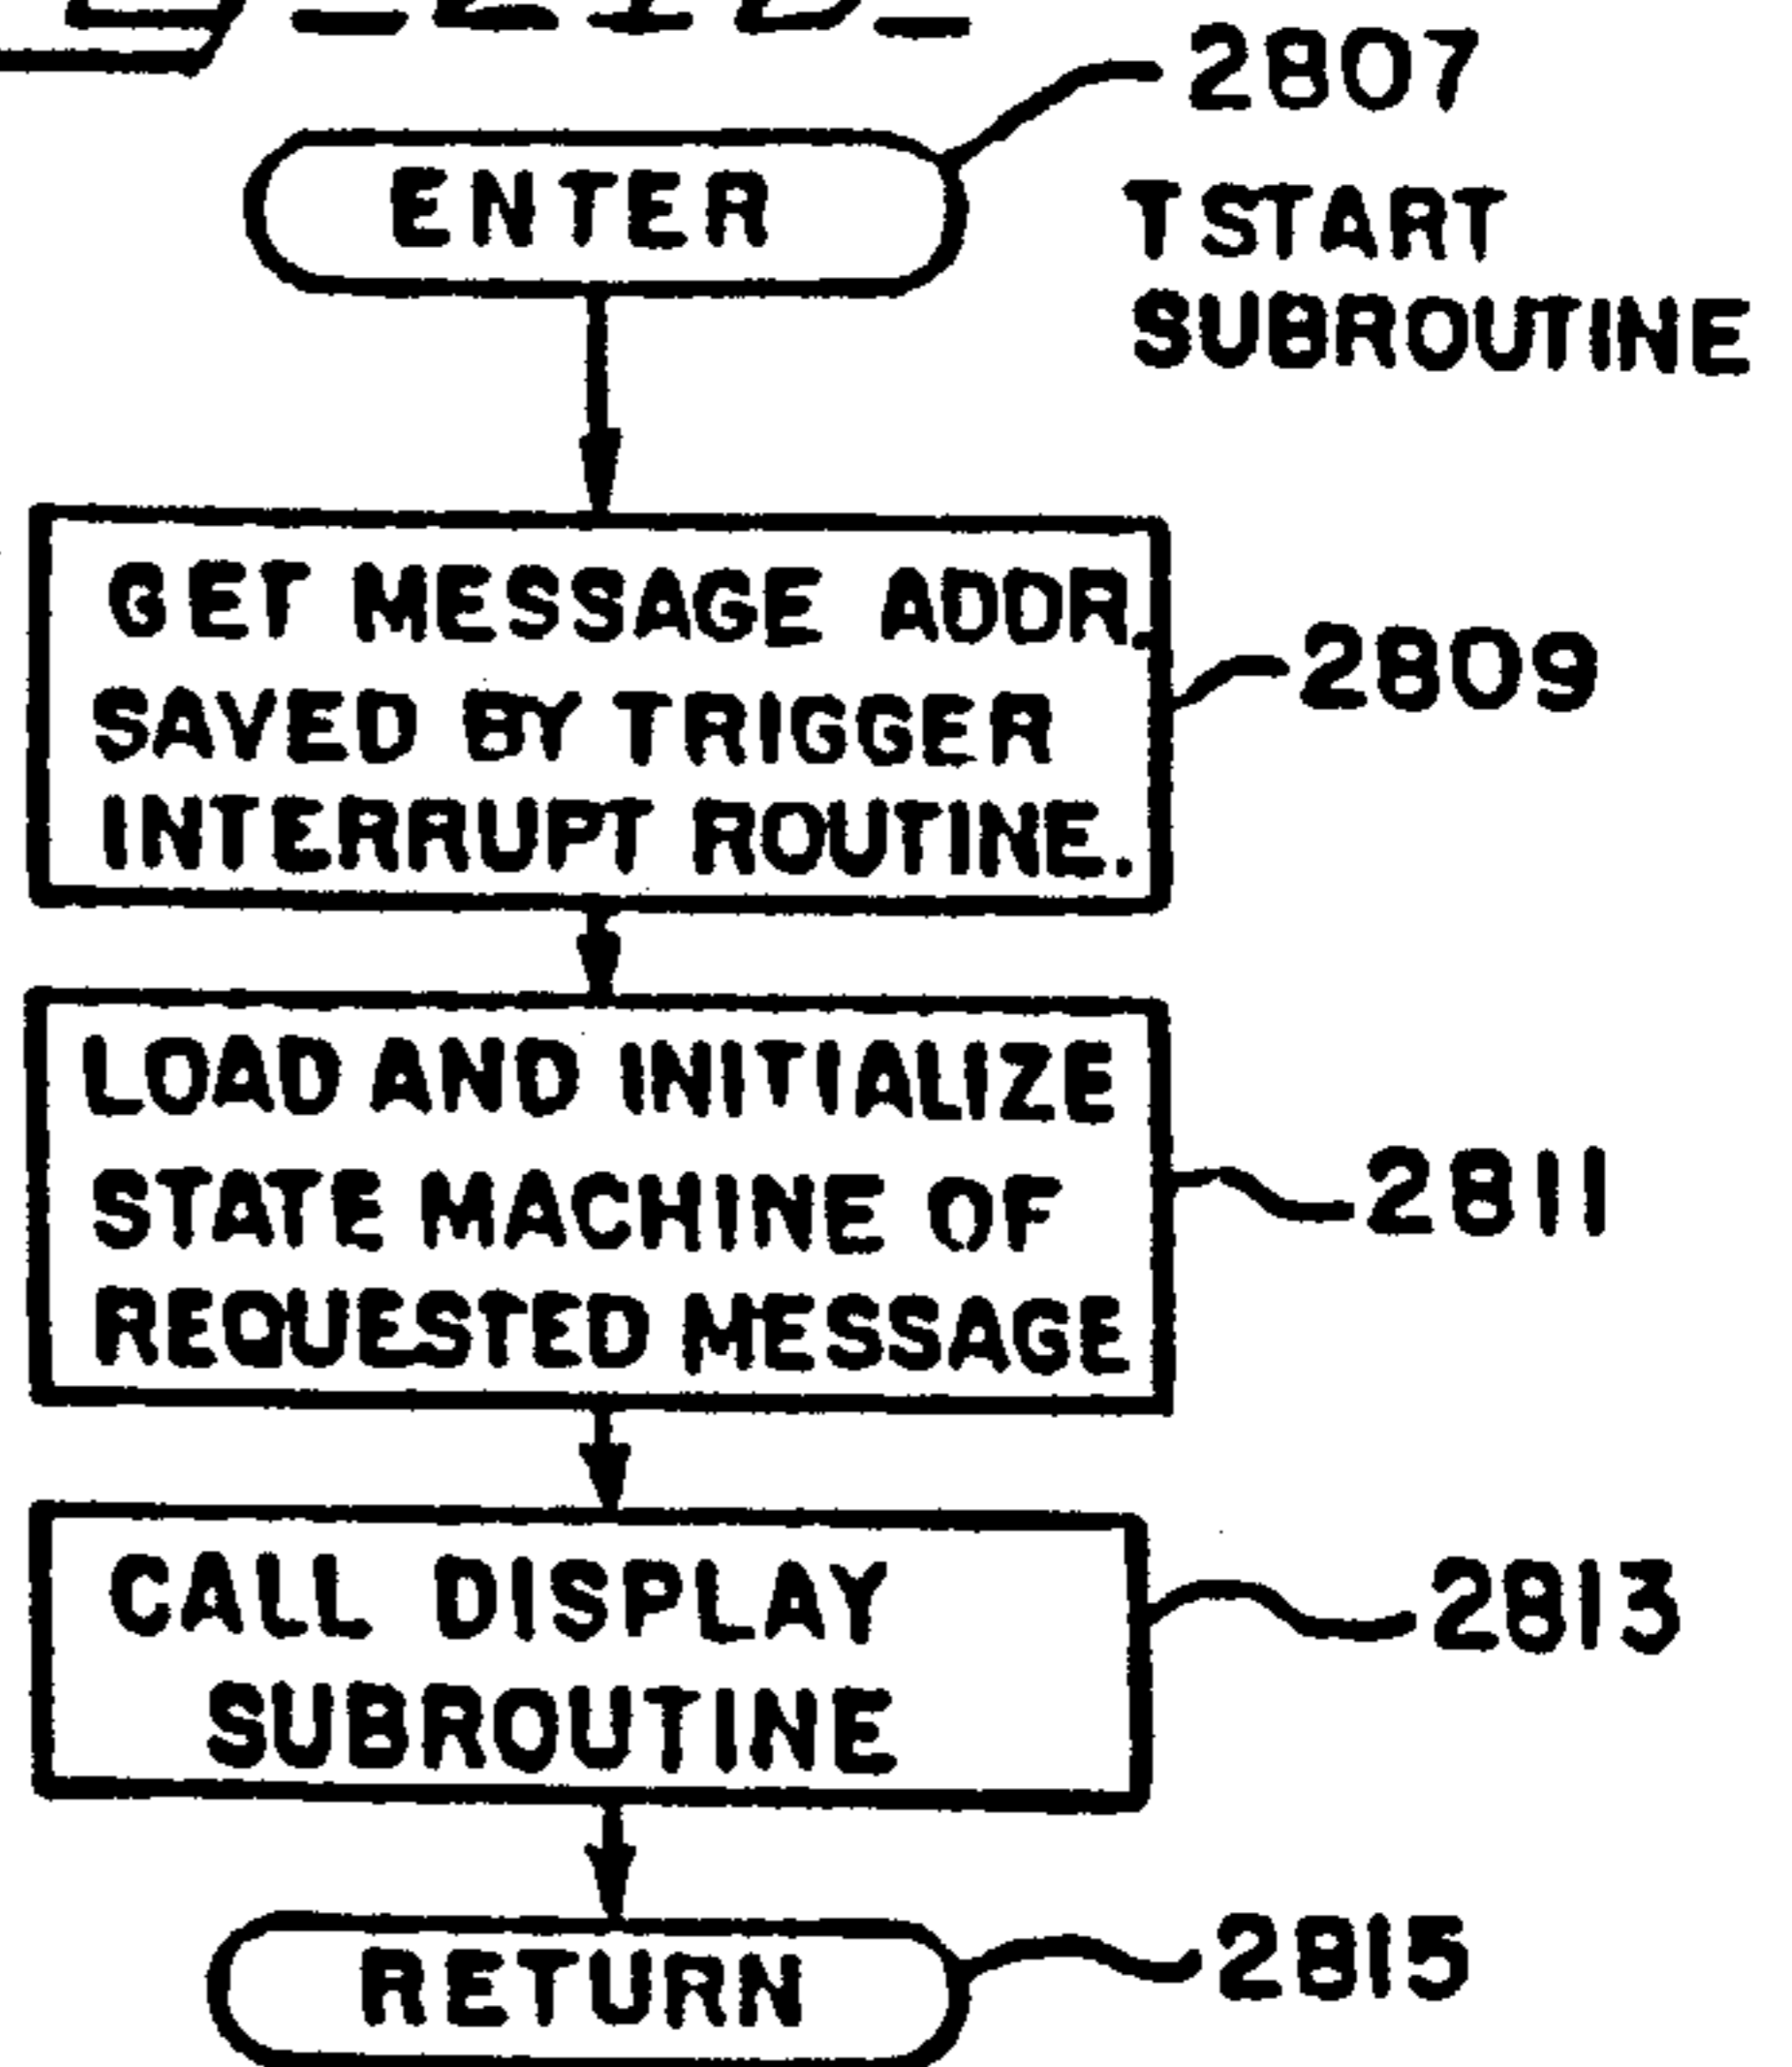 2807
ENTER
T START
SUBROUTINE
GET MESSAGE ADDR.
SAVED BY TRIGGER
INTERRUPT ROUTINE.
2809
LOAD AND INITIALIZE
STATE MACHINE OF
REQUESTED MESSAGE
2811
CALL DISPLAY
SUBROUTINE
2813
RETURN
2815